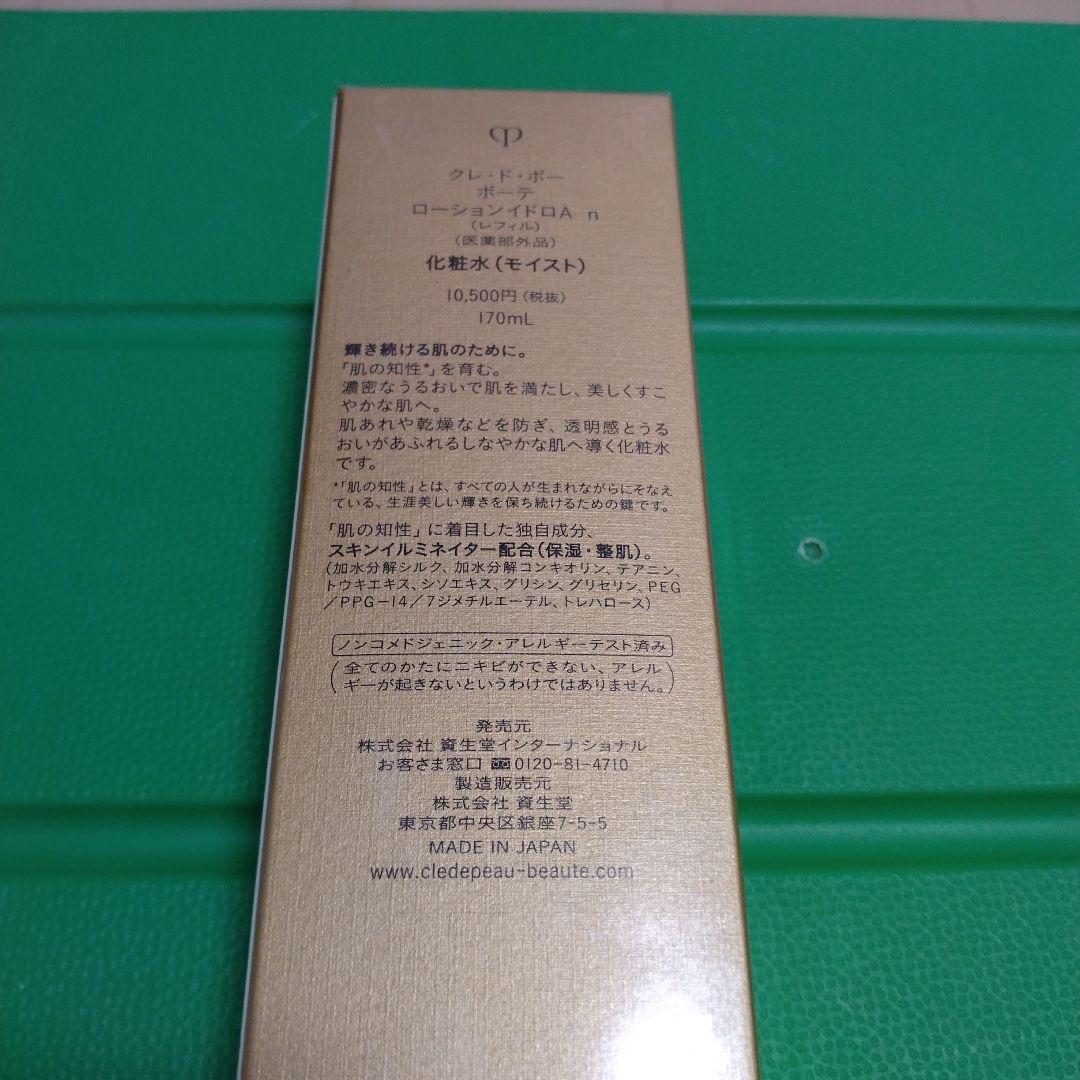 クレ・ド・ポー
ボーテ
ローションイドロA n
(レフィル)
(医薬部外品)
化粧水(モイスト)
10,500円(税抜)
170mL
輝き続ける肌のために。
「肌の知性*」を育む。
濃密なうるおいで肌を満たし、美しくすこ
やかな肌へ。
肌あれや乾燥などを防ぎ、透明感とうる
おいがあふれるしなやかな肌へ導く化粧水
です。
*「肌の知性」とは、すべての人が生まれながらにそなえ
ている、生涯美しい輝きを保ち続けるための鍵です。
「肌の知性」に着目した独自成分、
スキンイルミネイター配合(保湿・整肌)。
(加水分解シルク、加水分解コンキオリン、テアニン、
トウキエキス、シソエキス、グリシン、グリセリン、PEG
/PPG-14/7ジメチルエーテル、トレハロース)
ノンコメドジェニック・アレルギーテスト済み
(全てのかたにニキビができない、アレル
ギーが起きないというわけではありません。)
発売元
株式会社 資生堂インターナショナル
お客さま窓口 0120-81-4710
製造販売元
株式会社 資生堂
東京都中央区銀座7-5-5
MADE IN JAPAN
www.cledepeau-beaute.com